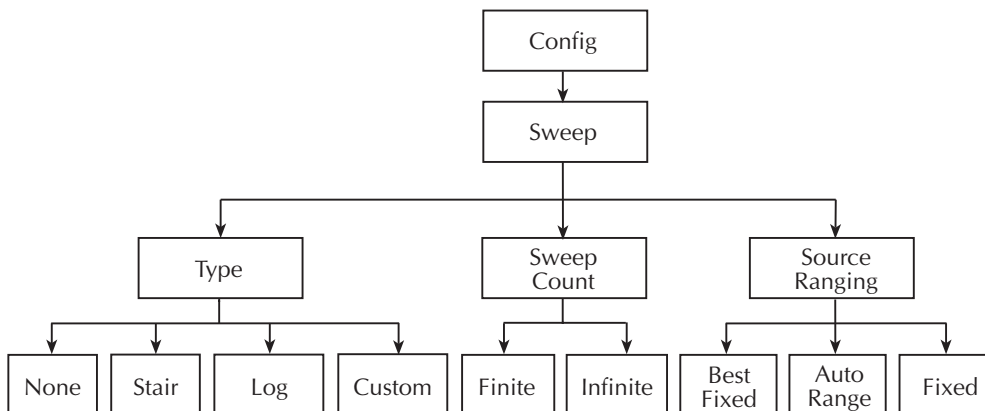 Config
Sweep
Type
Sweep
Count
Source
Ranging
None
Stair
Log
Custom
Finite
Infinite
Best
Fixed
Auto
Range
Fixed